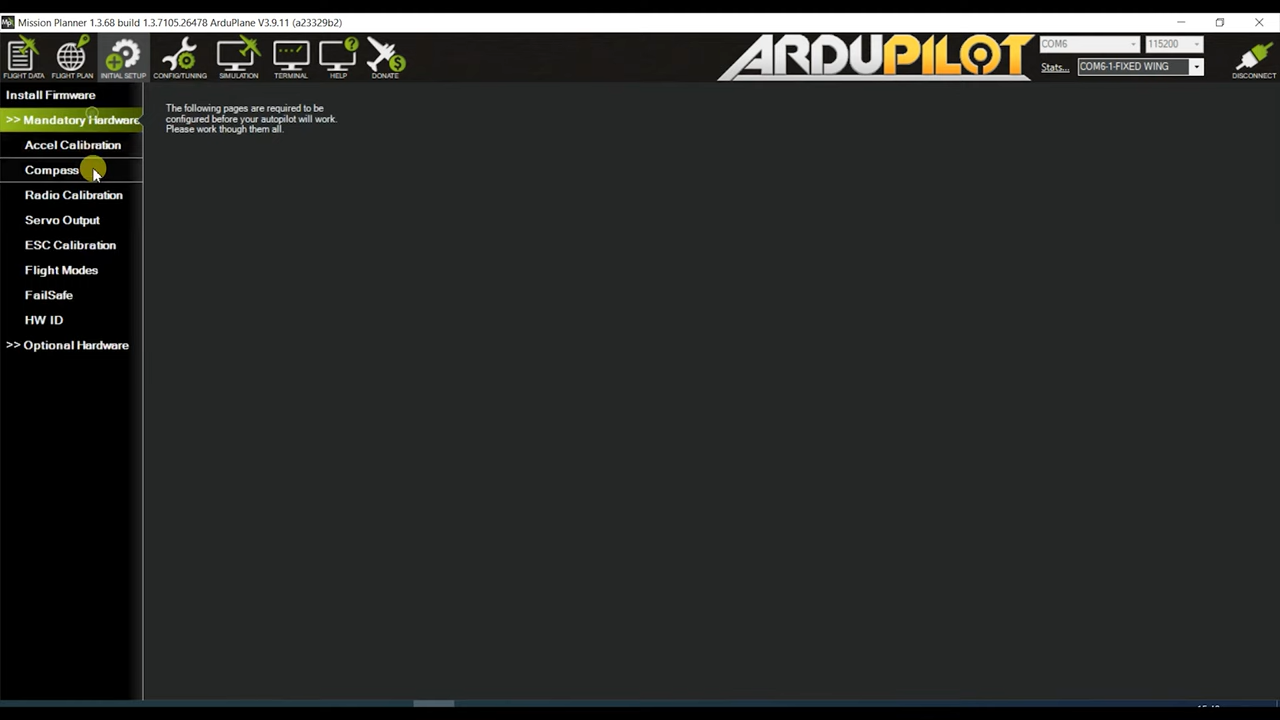 Mission Planner 1.3.68 build 1.3.7105.26478 ArduPlane V3.9.11 (a23329b2)
FLIGHT DATA
FLIGHT PLAN
INITIAL SETUP
CONFIG/TUNING
SIMULATION
TERMINAL
HELP
DONATE
ARDUPILOT
COM6
115200
Stats...
COM6-1-FIXED WING
DISCONNECT
Install Firmware
>> Mandatory Hardware
Accel Calibration
Compass
Radio Calibration
Servo Output
ESC Calibration
Flight Modes
FailSafe
HW ID
>> Optional Hardware
The following pages are required to be
configured before your autopilot will work.
Please work though them all.